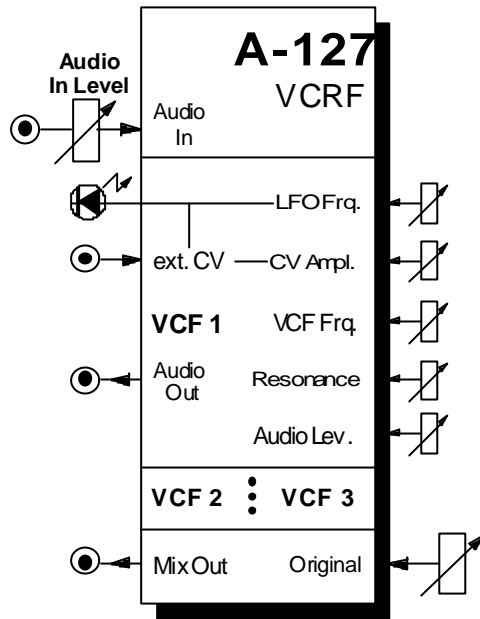 A-127
VCRF
Audio
In Level
Audio
In
LFO Frq.
ext. CV
CV Ampl.
VCF 1
VCF Frq.
Audio
Out
Resonance
Audio Lev.
VCF 2
VCF 3
Mix Out
Original